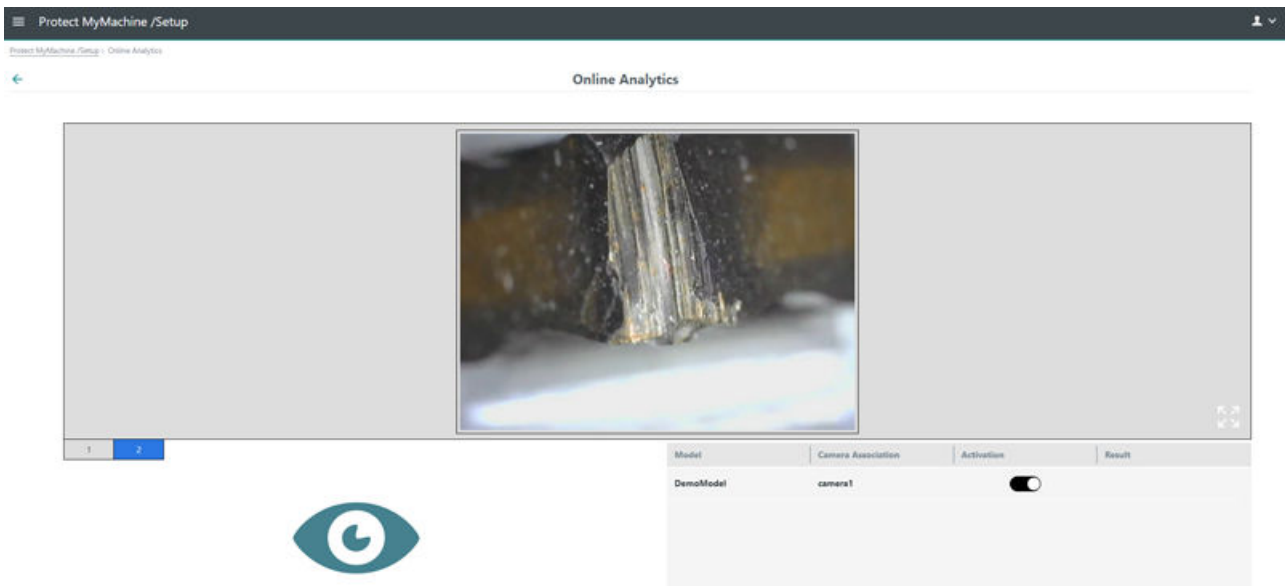 Protect MyMachine /Setup
Protect MyMachine /Setup > Online Analytics
Online Analytics
1 2
Model Camera Association Activation Result
DemoModel camera1